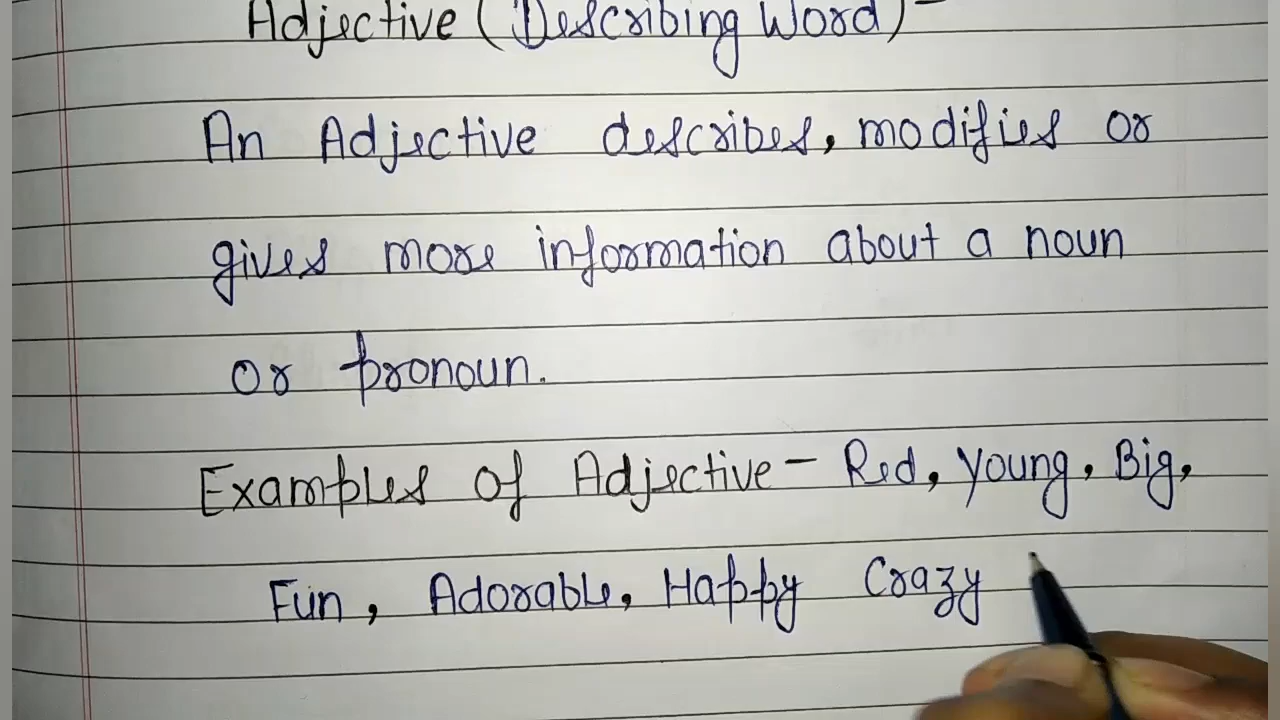 Adjective (Describing Word)-
An Adjective describes, modifies or
gives more information about a noun
or pronoun.
Examples of Adjective- Red, young, Big,
Fun, Adorable, Happy Crazy